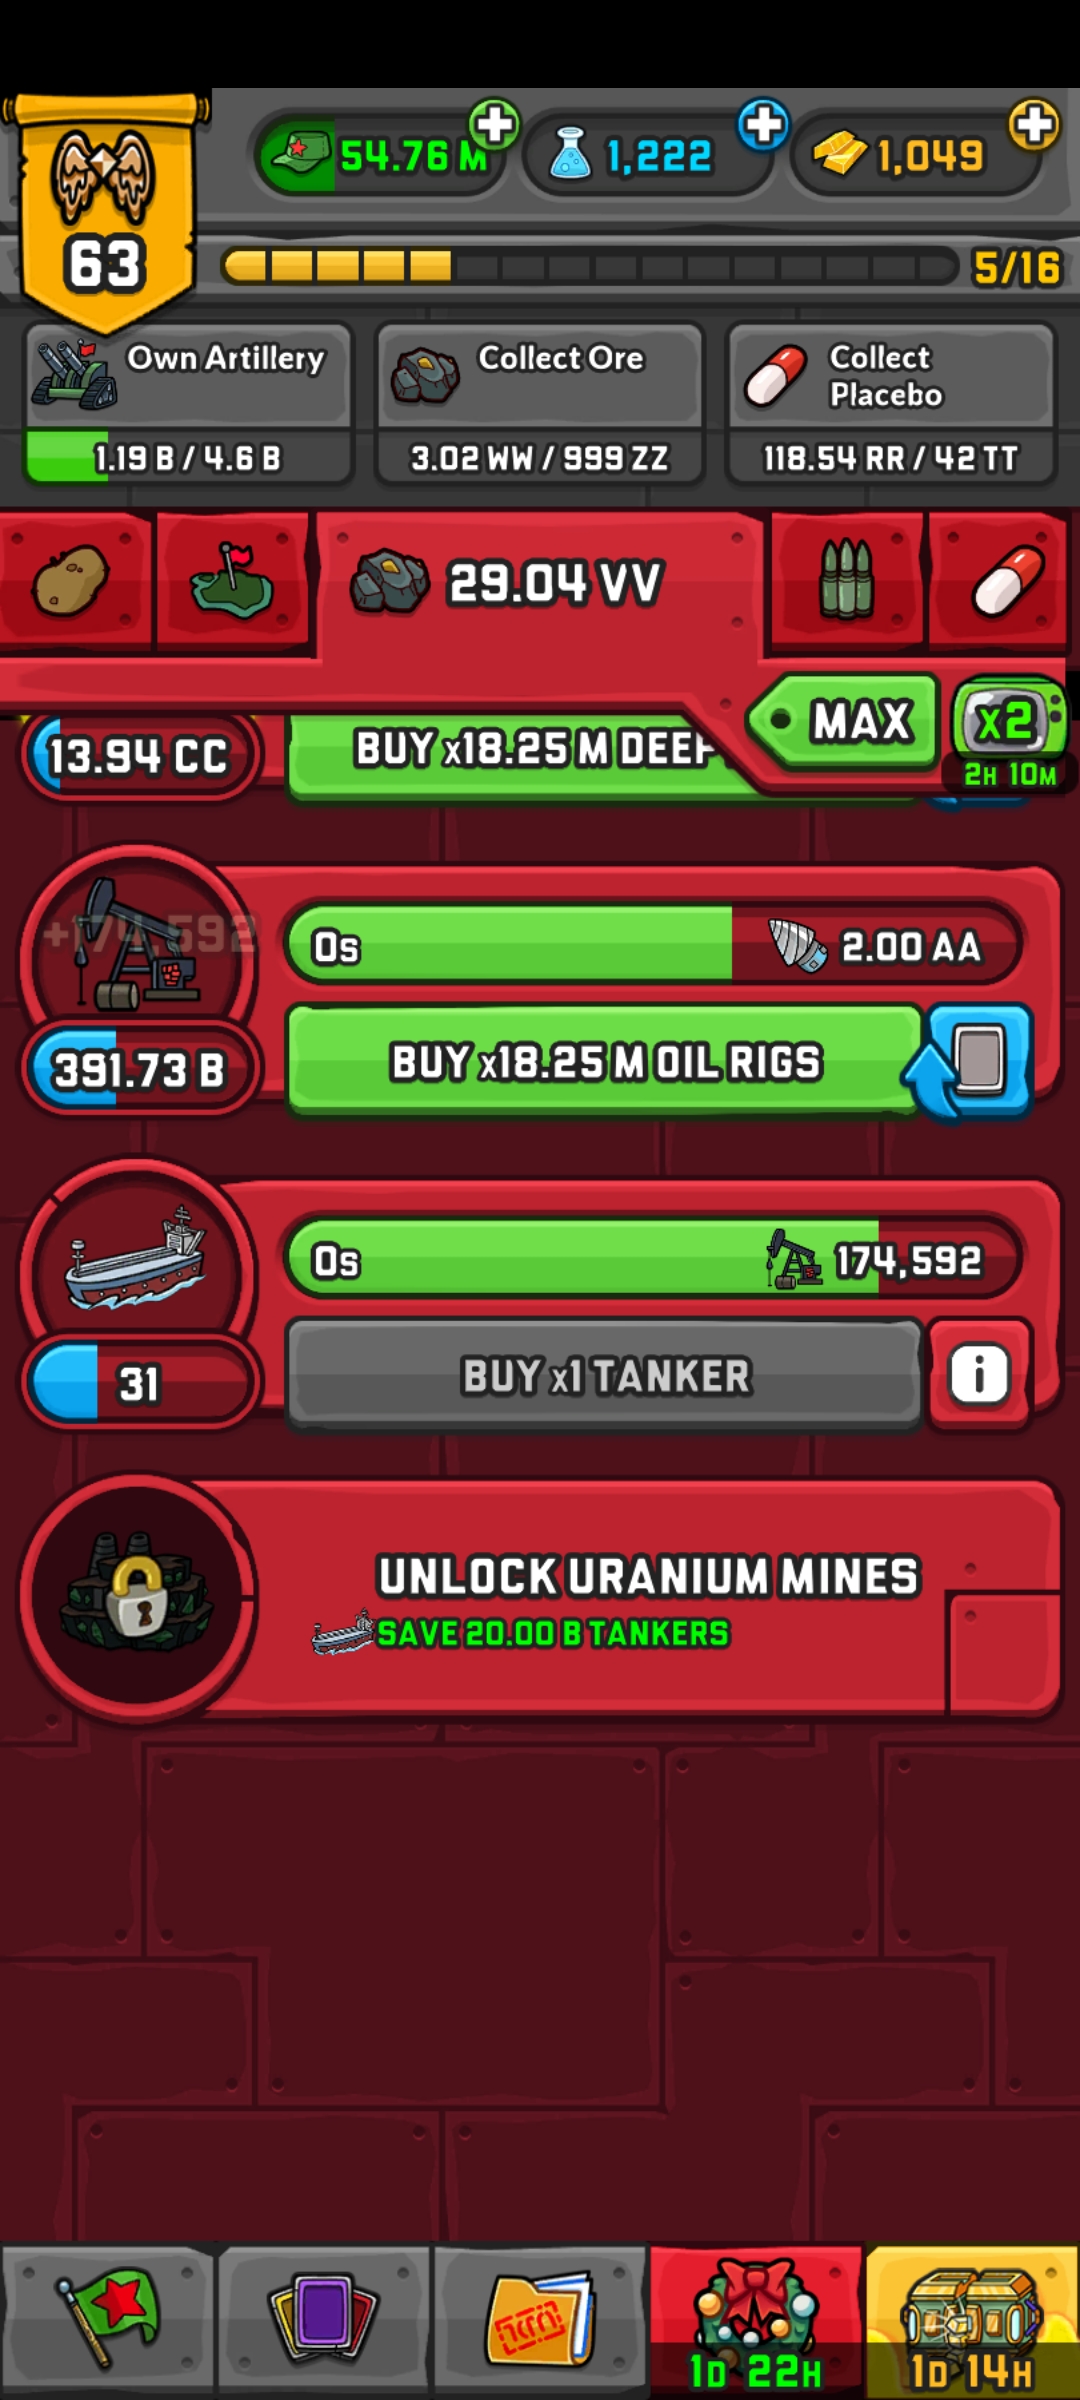 63
54.76 M
1,222
1,049
5/16
Own Artillery
1.19 B / 4.6 B
Collect Ore
3.02 WW / 999 ZZ
Collect
Placebo
118.54 RR / 42 TT
29.04 VV
MAX
x2
2H 10M
13.94 CC
BUY x18.25 M DEEP
+174,592
0s
2.00 AA
391.73 B
BUY x18.25 M OIL RIGS
0s
174,592
31
BUY x1 TANKER
i
UNLOCK URANIUM MINES
SAVE 20.00 B TANKERS
1D 22H
1D 14H